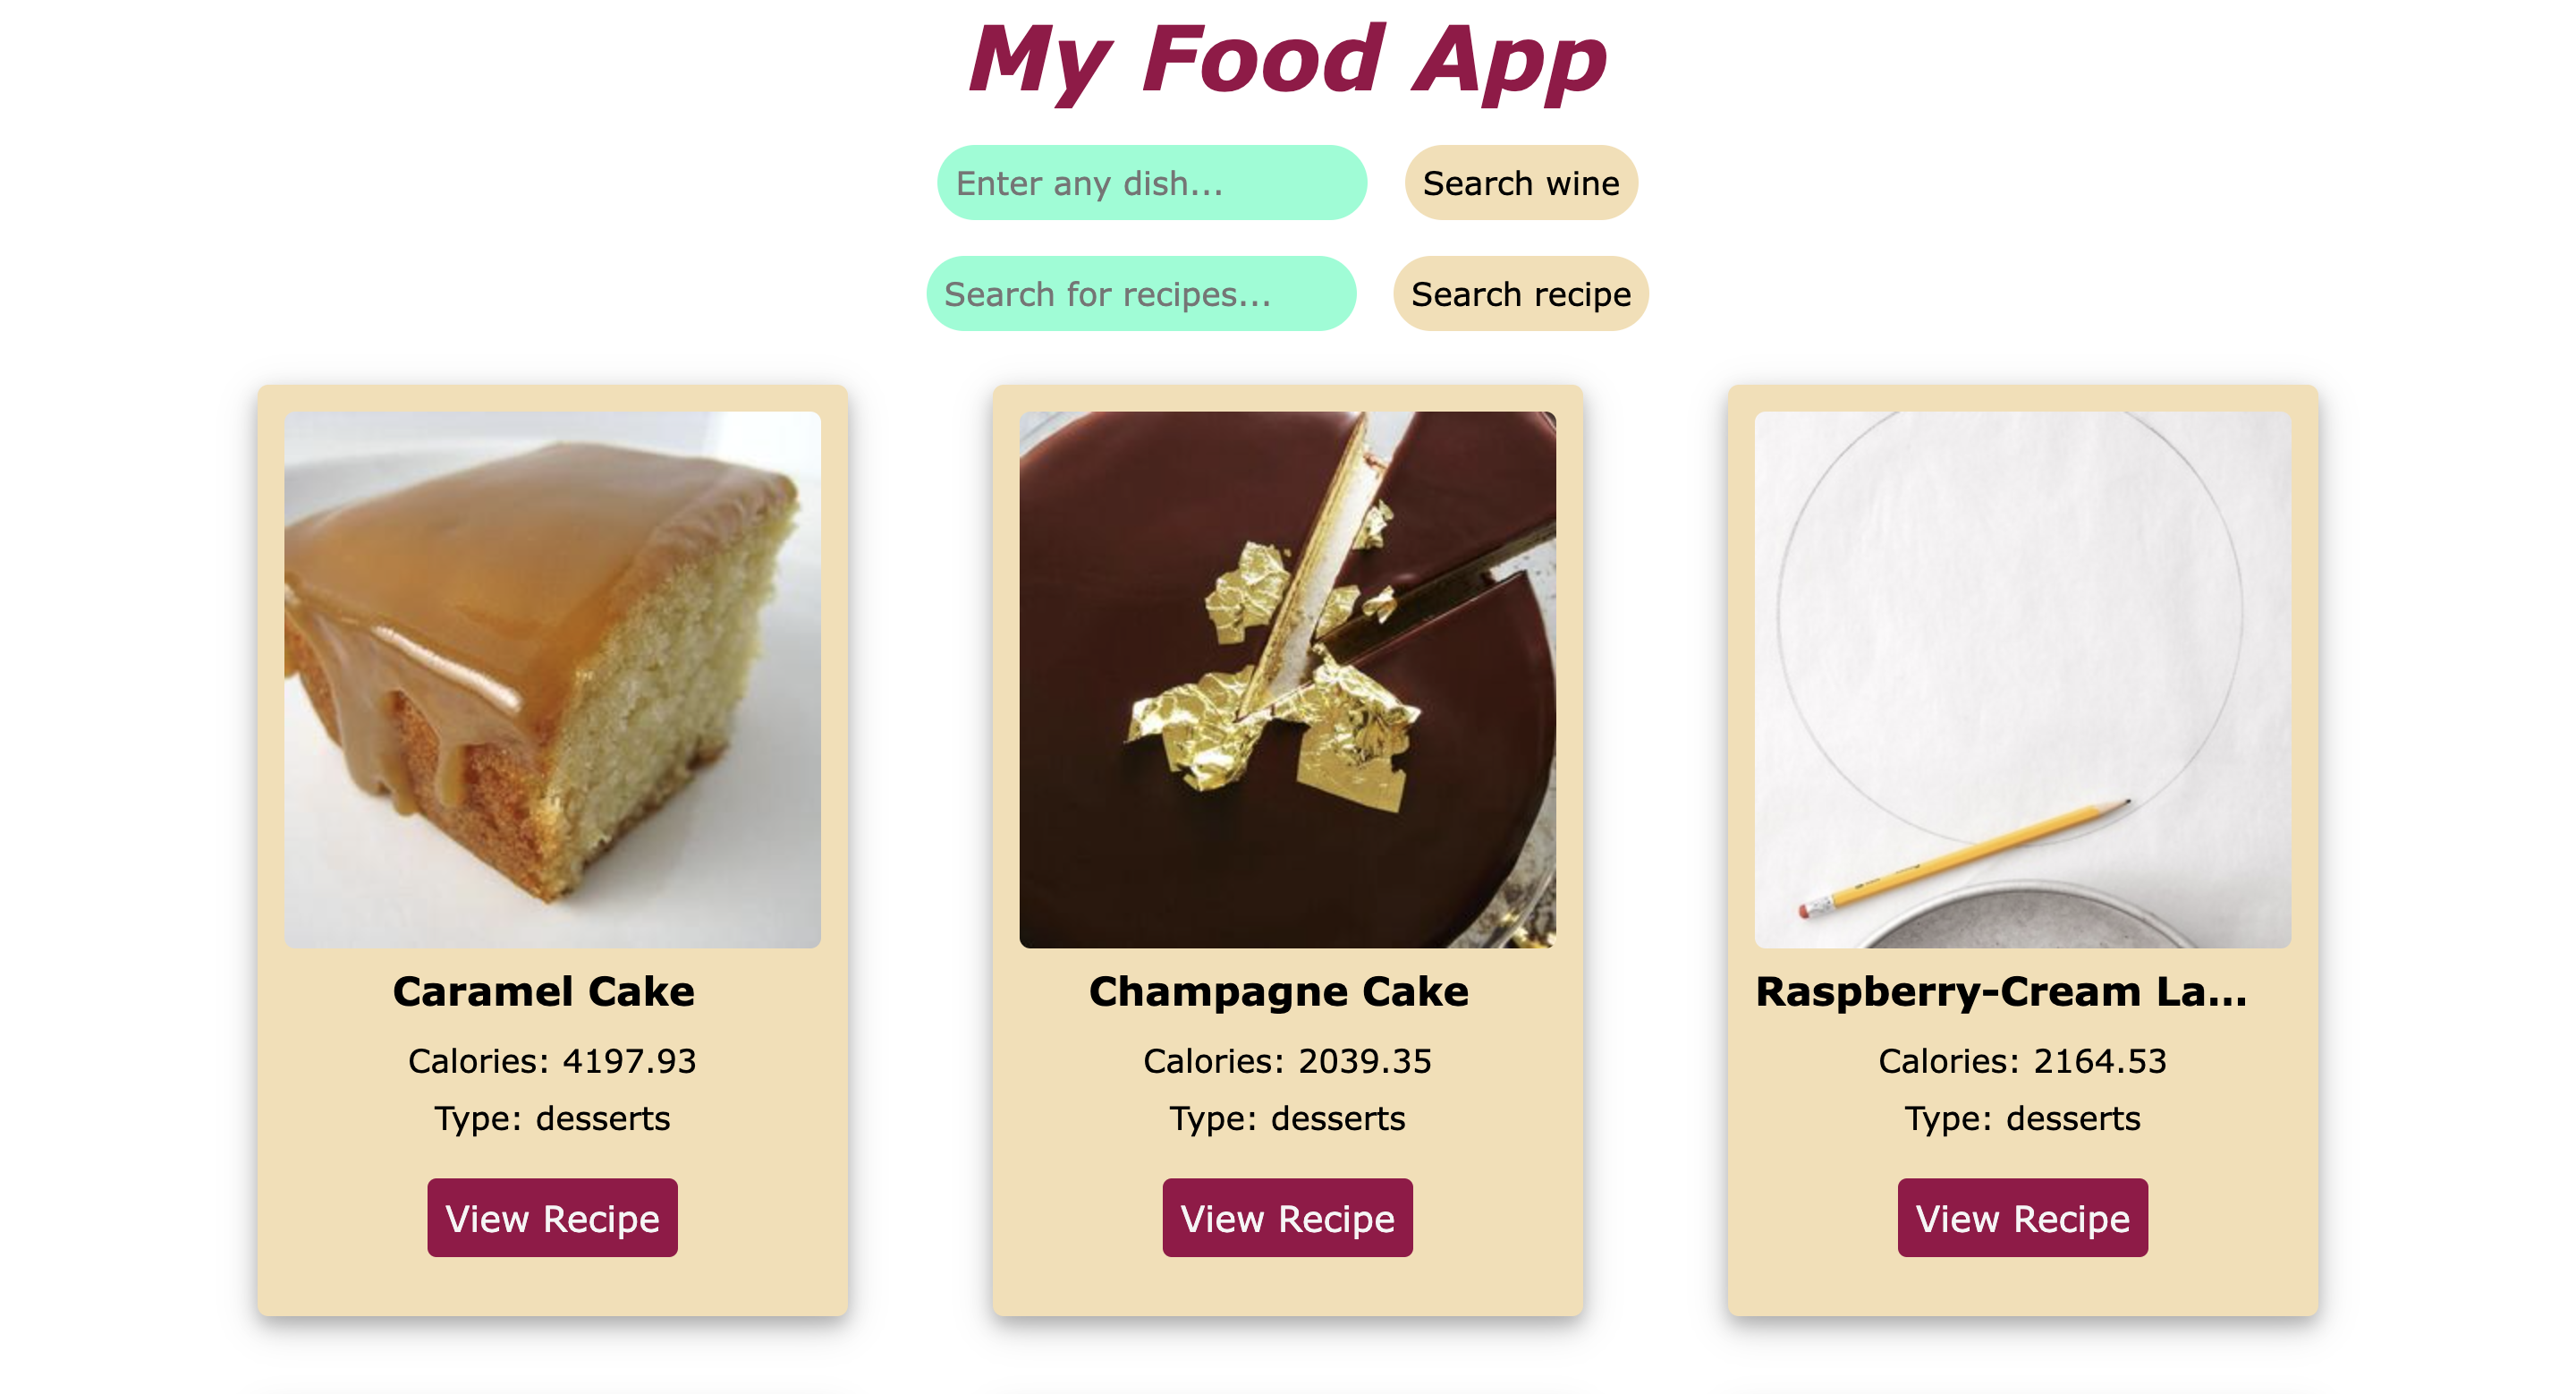 My Food App
Enter any dish...
Search wine
Search for recipes...
Search recipe
Caramel Cake
Calories: 4197.93
Type: desserts
View Recipe
Champagne Cake
Calories: 2039.35
Type: desserts
View Recipe
Raspberry-Cream La...
Calories: 2164.53
Type: desserts
View Recipe